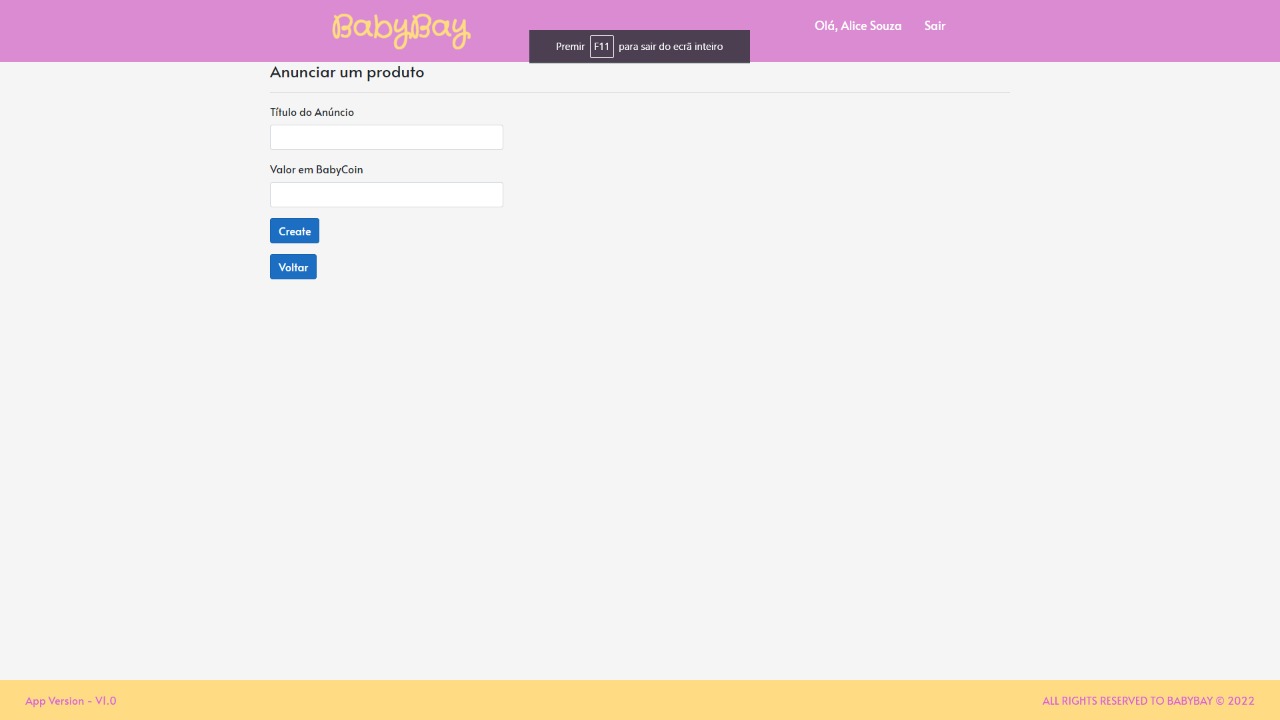 BabyBay
Olá, Alice Souza Sair
Premir F11 para sair do ecrã inteiro
Anunciar um produto
Título do Anúncio
Valor em BabyCoin
Create
Voltar
App Version - V1.0
ALL RIGHTS RESERVED TO BABYBAY © 2022